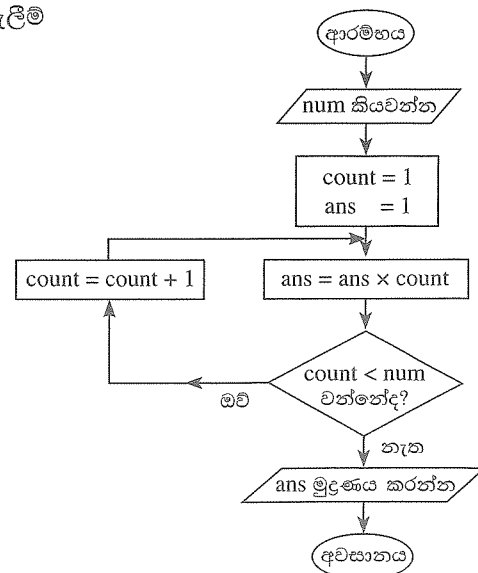 ආරම්භය
num කියවන්න
count = 1
ans = 1
count = count + 1
ans = ans × count
count < num
වන්නේද?
ඔව්
නැත
ans මුද්‍රණය කරන්න
අවසානය